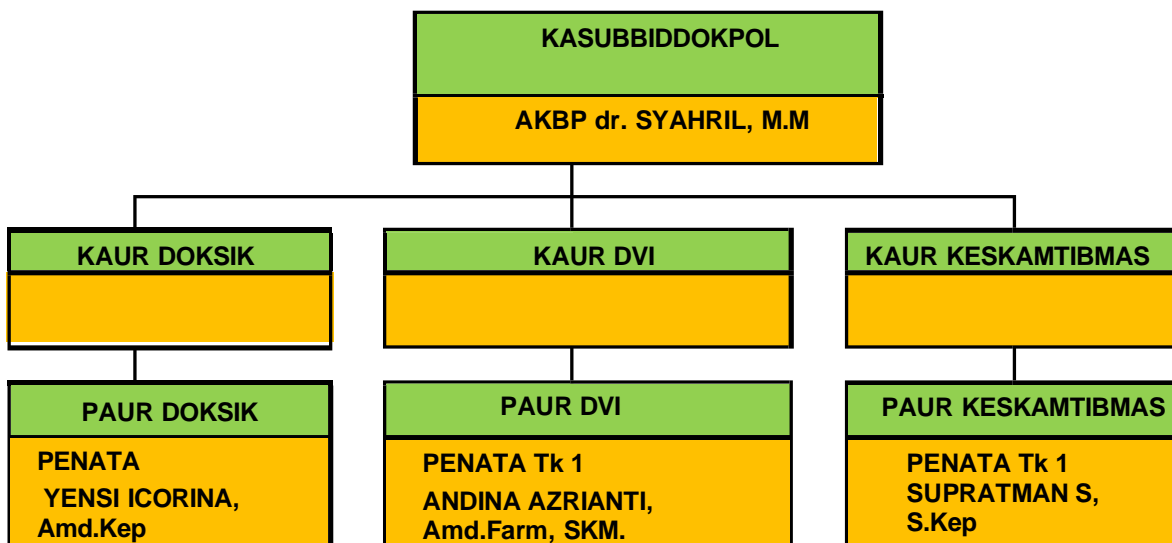 KASUBBIDDOKPOL
AKBP dr. SYAHRIL, M.M
KAUR DOKSIK
KAUR DVI
KAUR KESKAMTIBMAS
PAUR DOKSIK
PENATA
YENSI ICORINA,
Amd.Kep
PAUR DVI
PENATA Tk 1
ANDINA AZRIANTI,
Amd.Farm, SKM.
PAUR KESKAMTIBMAS
PENATA Tk 1
SUPRATMAN S,
S.Kep